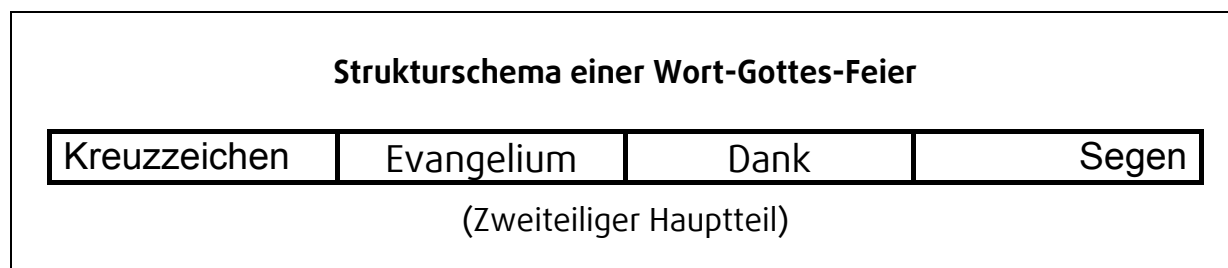 Strukturschema einer Wort-Gottes-Feier
Kreuzzeichen Evangelium Dank Segen
(Zweiteiliger Hauptteil)